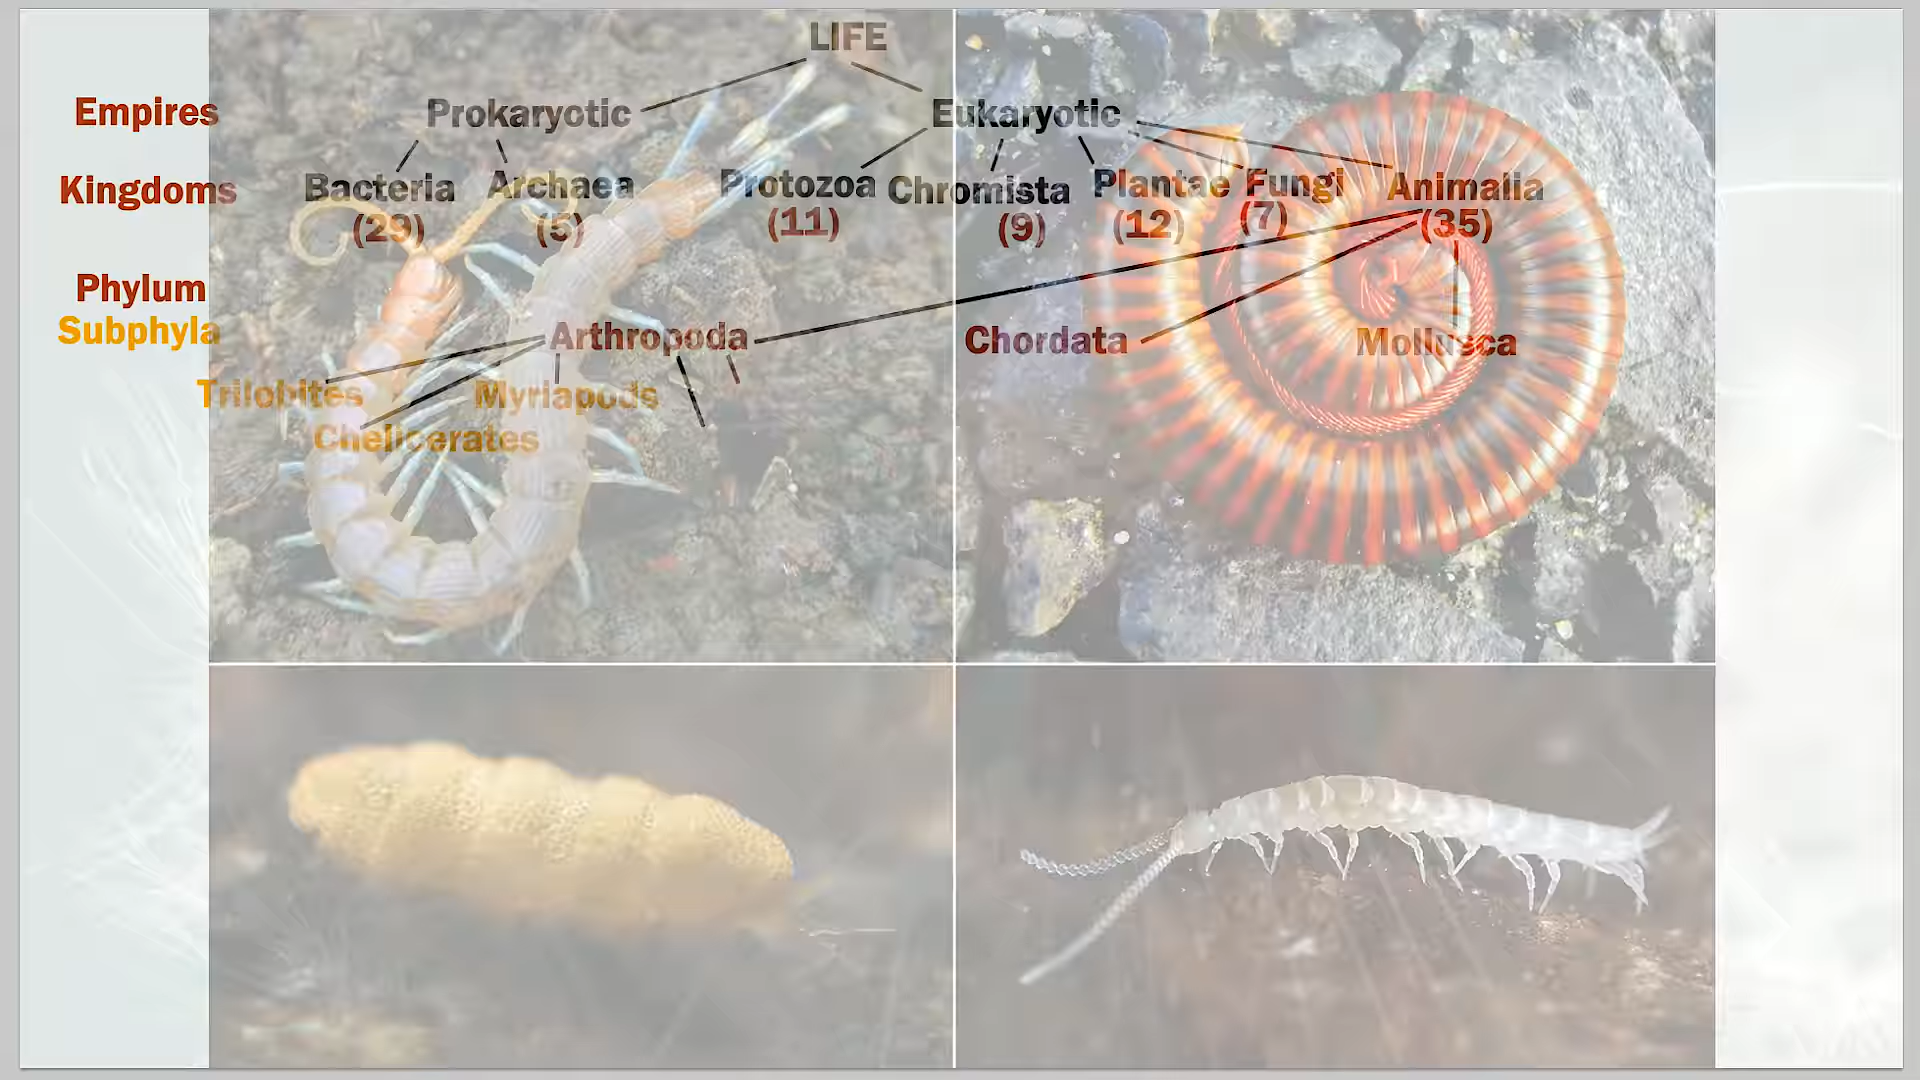 LIFE
Empires Prokaryotic Eukaryotic
Kingdoms Bacteria Archaea Protozoa Chromista Plantae Fungi Animalia
(29) (5) (11) (9) (12) (7) (35)
Phylum
Subphyla Arthropoda Chordata Mollusca
Trilobites Myriapods
Chelicerates